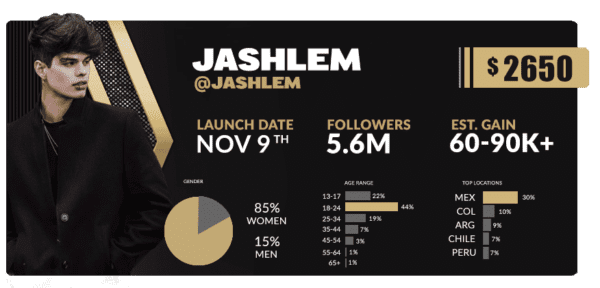 JASHLEM
@JASHLEM
$ 2650
LAUNCH DATE
NOV 9TH
FOLLOWERS
5.6M
EST. GAIN
60-90K+
GENDER
85%
WOMEN
15%
MEN
AGE RANGE
13-17 22%
18-24 44%
25-34 19%
35-44 7%
45-54 3%
55-64 1%
65+ 1%
TOP LOCATIONS
MEX 30%
COL 10%
ARG 9%
CHILE 7%
PERU 7%